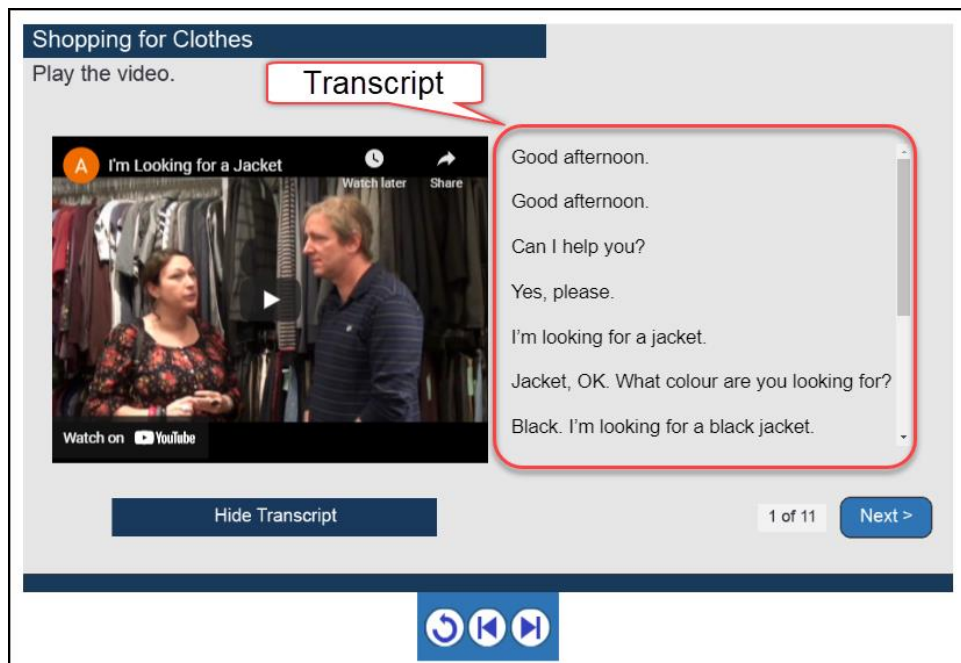 Shopping for Clothes
Play the video.
Transcript
A I'm Looking for a Jacket
Watch later Share
Watch on YouTube
Good afternoon.
Good afternoon.
Can I help you?
Yes, please.
I’m looking for a jacket.
Jacket, OK. What colour are you looking for?
Black. I’m looking for a black jacket.
Hide Transcript
1 of 11
Next >